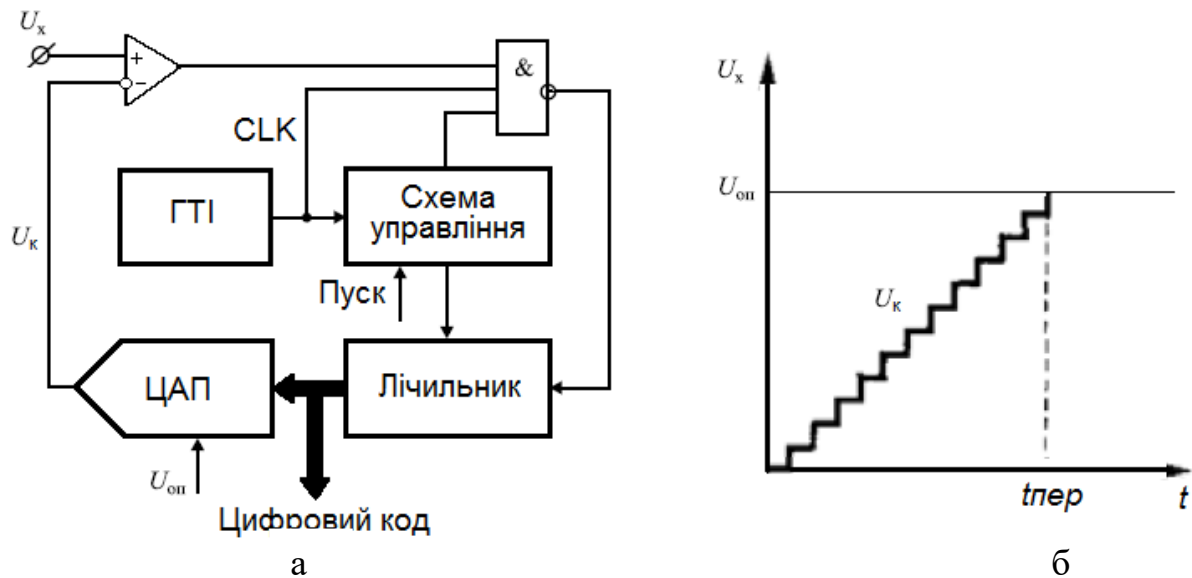 Uх
+
−
&
CLK
ГТІ
Схема
управління
Uк
Пуск
ЦАП
Лічильник
Uоп
Цифровий код
а
Uх
Uоп
Uк
tпер
t
б